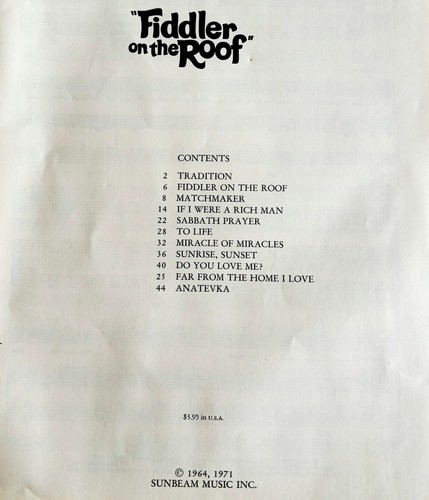 "Fiddler
on the Roof"
CONTENTS
2 TRADITION
6 FIDDLER ON THE ROOF
8 MATCHMAKER
14 IF I WERE A RICH MAN
22 SABBATH PRAYER
28 TO LIFE
32 MIRACLE OF MIRACLES
36 SUNRISE, SUNSET
40 DO YOU LOVE ME?
25 FAR FROM THE HOME I LOVE
44 ANATEVKA
$3.95 in U.S.A.
© 1964, 1971
SUNBEAM MUSIC INC.